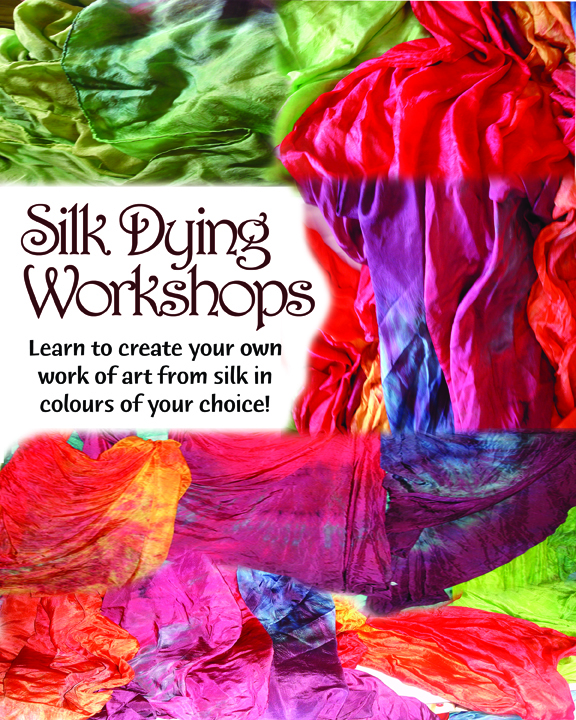 Silk Dying
Workshops
Learn to create your own
work of art from silk in
colours of your choice!